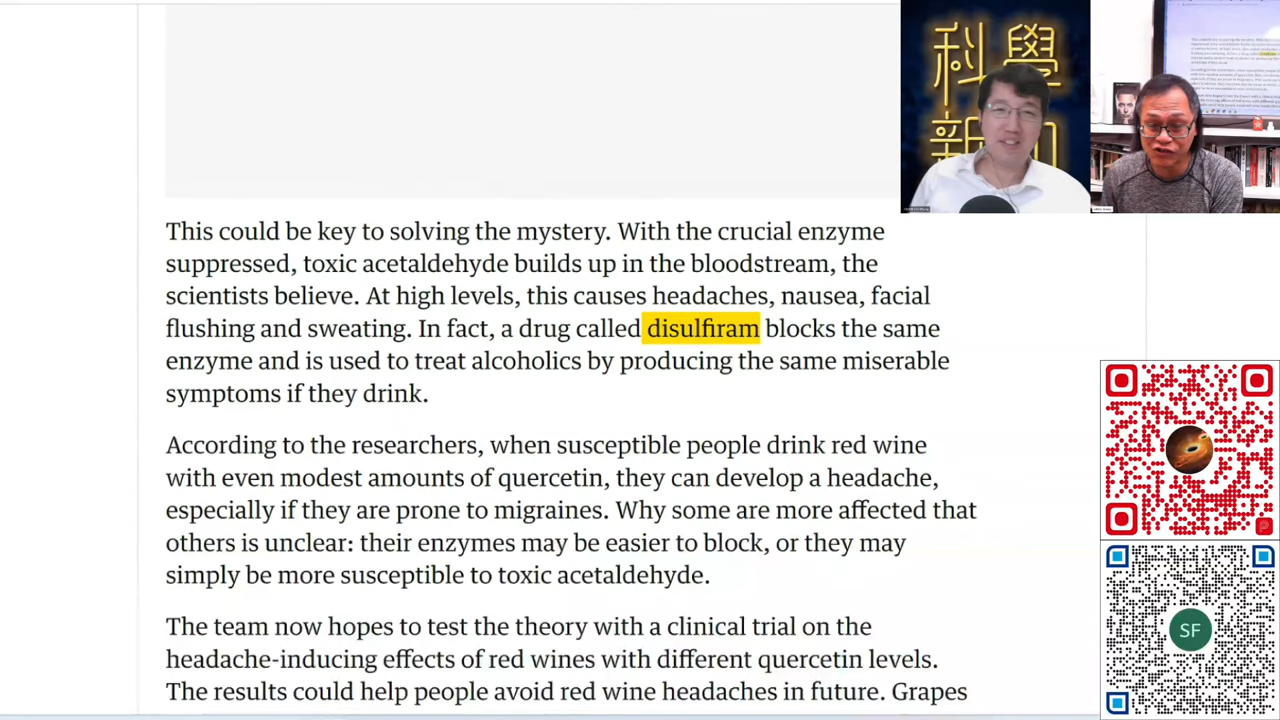 科學
新知
This could be key to solving the mystery. With the crucial enzyme
suppressed, toxic acetaldehyde builds up in the bloodstream, the
scientists believe. At high levels, this causes headaches, nausea, facial
flushing and sweating. In fact, a drug called disulfiram blocks the same
enzyme and is used to treat alcoholics by producing the same miserable
symptoms if they drink.
According to the researchers, when susceptible people drink red wine
with even modest amounts of quercetin, they can develop a headache,
especially if they are prone to migraines. Why some are more affected that
others is unclear: their enzymes may be easier to block, or they may
simply be more susceptible to toxic acetaldehyde.
The team now hopes to test the theory with a clinical trial on the
headache-inducing effects of red wines with different quercetin levels.
The results could help people avoid red wine headaches in future. Grapes
SF